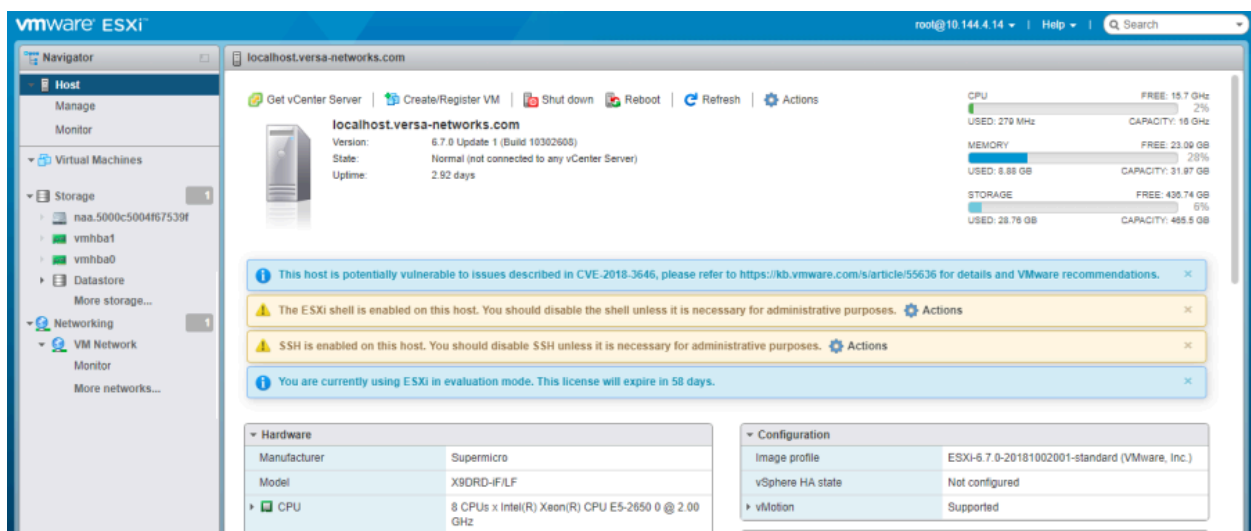 vmware ESXi™
root@10.144.4.14 | Help | Search
Navigator
Host
Manage
Monitor
Virtual Machines
Storage 1
naa.5000c5004f67539f
vmhba1
vmhba0
Datastore
More storage...
Networking 1
VM Network
Monitor
More networks...
localhost.versa-networks.com
Get vCenter Server | Create/Register VM | Shut down Reboot | Refresh | Actions
localhost.versa-networks.com
Version: 6.7.0 Update 1 (Build 10302608)
State: Normal (not connected to any vCenter Server)
Uptime: 2.92 days
CPU FREE: 15.7 GHz
2%
USED: 279 MHz CAPACITY: 16 GHz
MEMORY FREE: 23.09 GB
28%
USED: 8.88 GB CAPACITY: 31.97 GB
STORAGE FREE: 436.74 GB
6%
USED: 28.76 GB CAPACITY: 465.5 GB
This host is potentially vulnerable to issues described in CVE-2018-3646, please refer to https://kb.vmware.com/s/article/55636 for details and VMware recommendations.
The ESXi shell is enabled on this host. You should disable the shell unless it is necessary for administrative purposes. Actions
SSH is enabled on this host. You should disable SSH unless it is necessary for administrative purposes. Actions
You are currently using ESXi in evaluation mode. This license will expire in 58 days.
Hardware
Manufacturer Supermicro
Model X9DRD-iF/LF
CPU 8 CPUs x Intel(R) Xeon(R) CPU E5-2650 0 @ 2.00
GHz
Configuration
Image profile ESXi-6.7.0-20181002001-standard (VMware, Inc.)
vSphere HA state Not configured
vMotion Supported